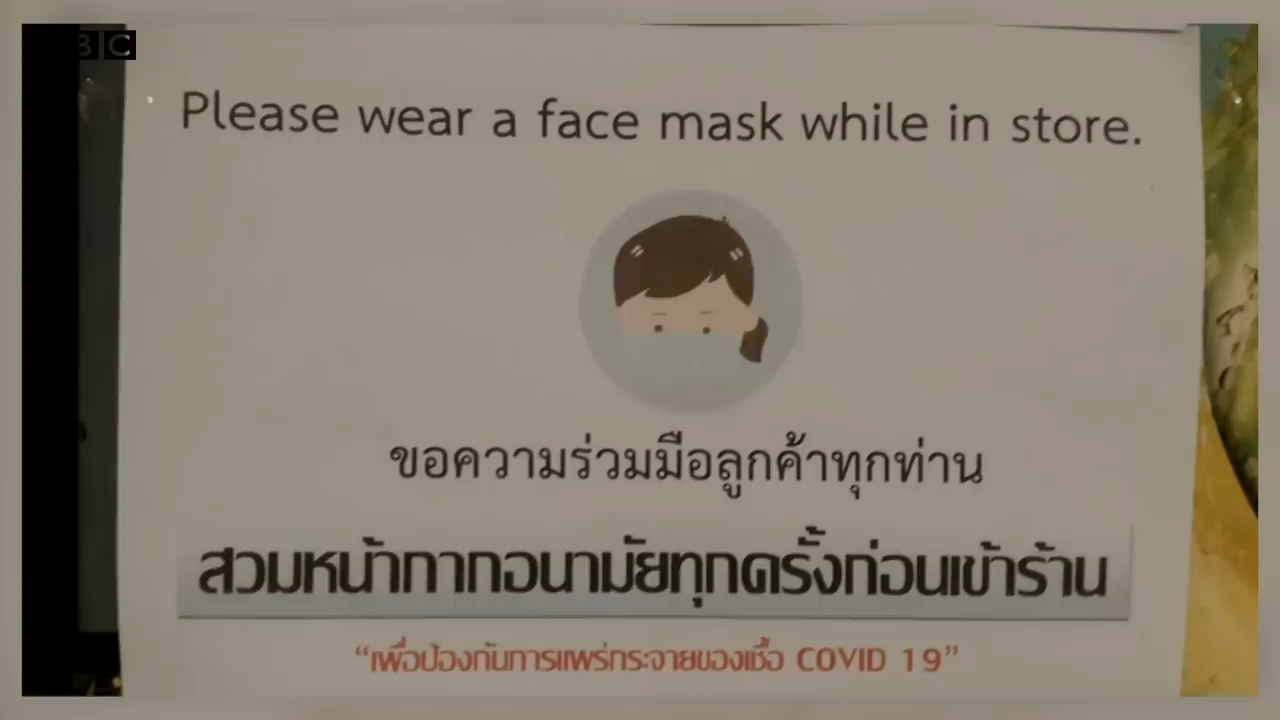 BBC
Please wear a face mask while in store.
ขอความร่วมมือลูกค้าทุกท่าน
สวมหน้ากากอนามัยทุกครั้งก่อนเข้าร้าน
“เพื่อป้องกันการแพร่กระจายของเชื้อ COVID 19”